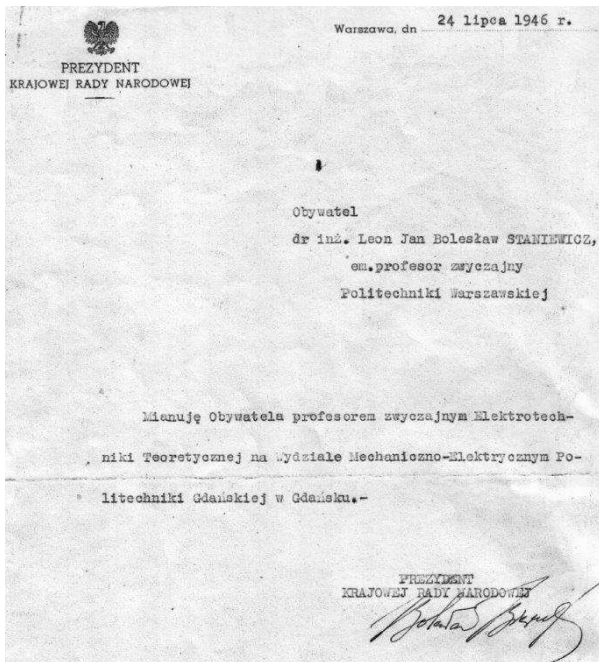 Warszawa, dn 24 lipca 1946 r.
PREZYDENT
KRAJOWEJ RADY NARODOWEJ
Obywatel
dr inż. Leon Jan Bolesław STANIEWICZ,
em.profesor zwyczajny
Politechniki Warszawskiej
Mianuję Obywatela profesorem zwyczajnym Elektrotech-
niki Teoretycznej na Wydziale Mechaniczno-Elektrycznym Po-
litechniki Gdańskiej w Gdańsku.-
PREZYDENT
KRAJOWEJ RADY NARODOWEJ
Bolesław Bierut